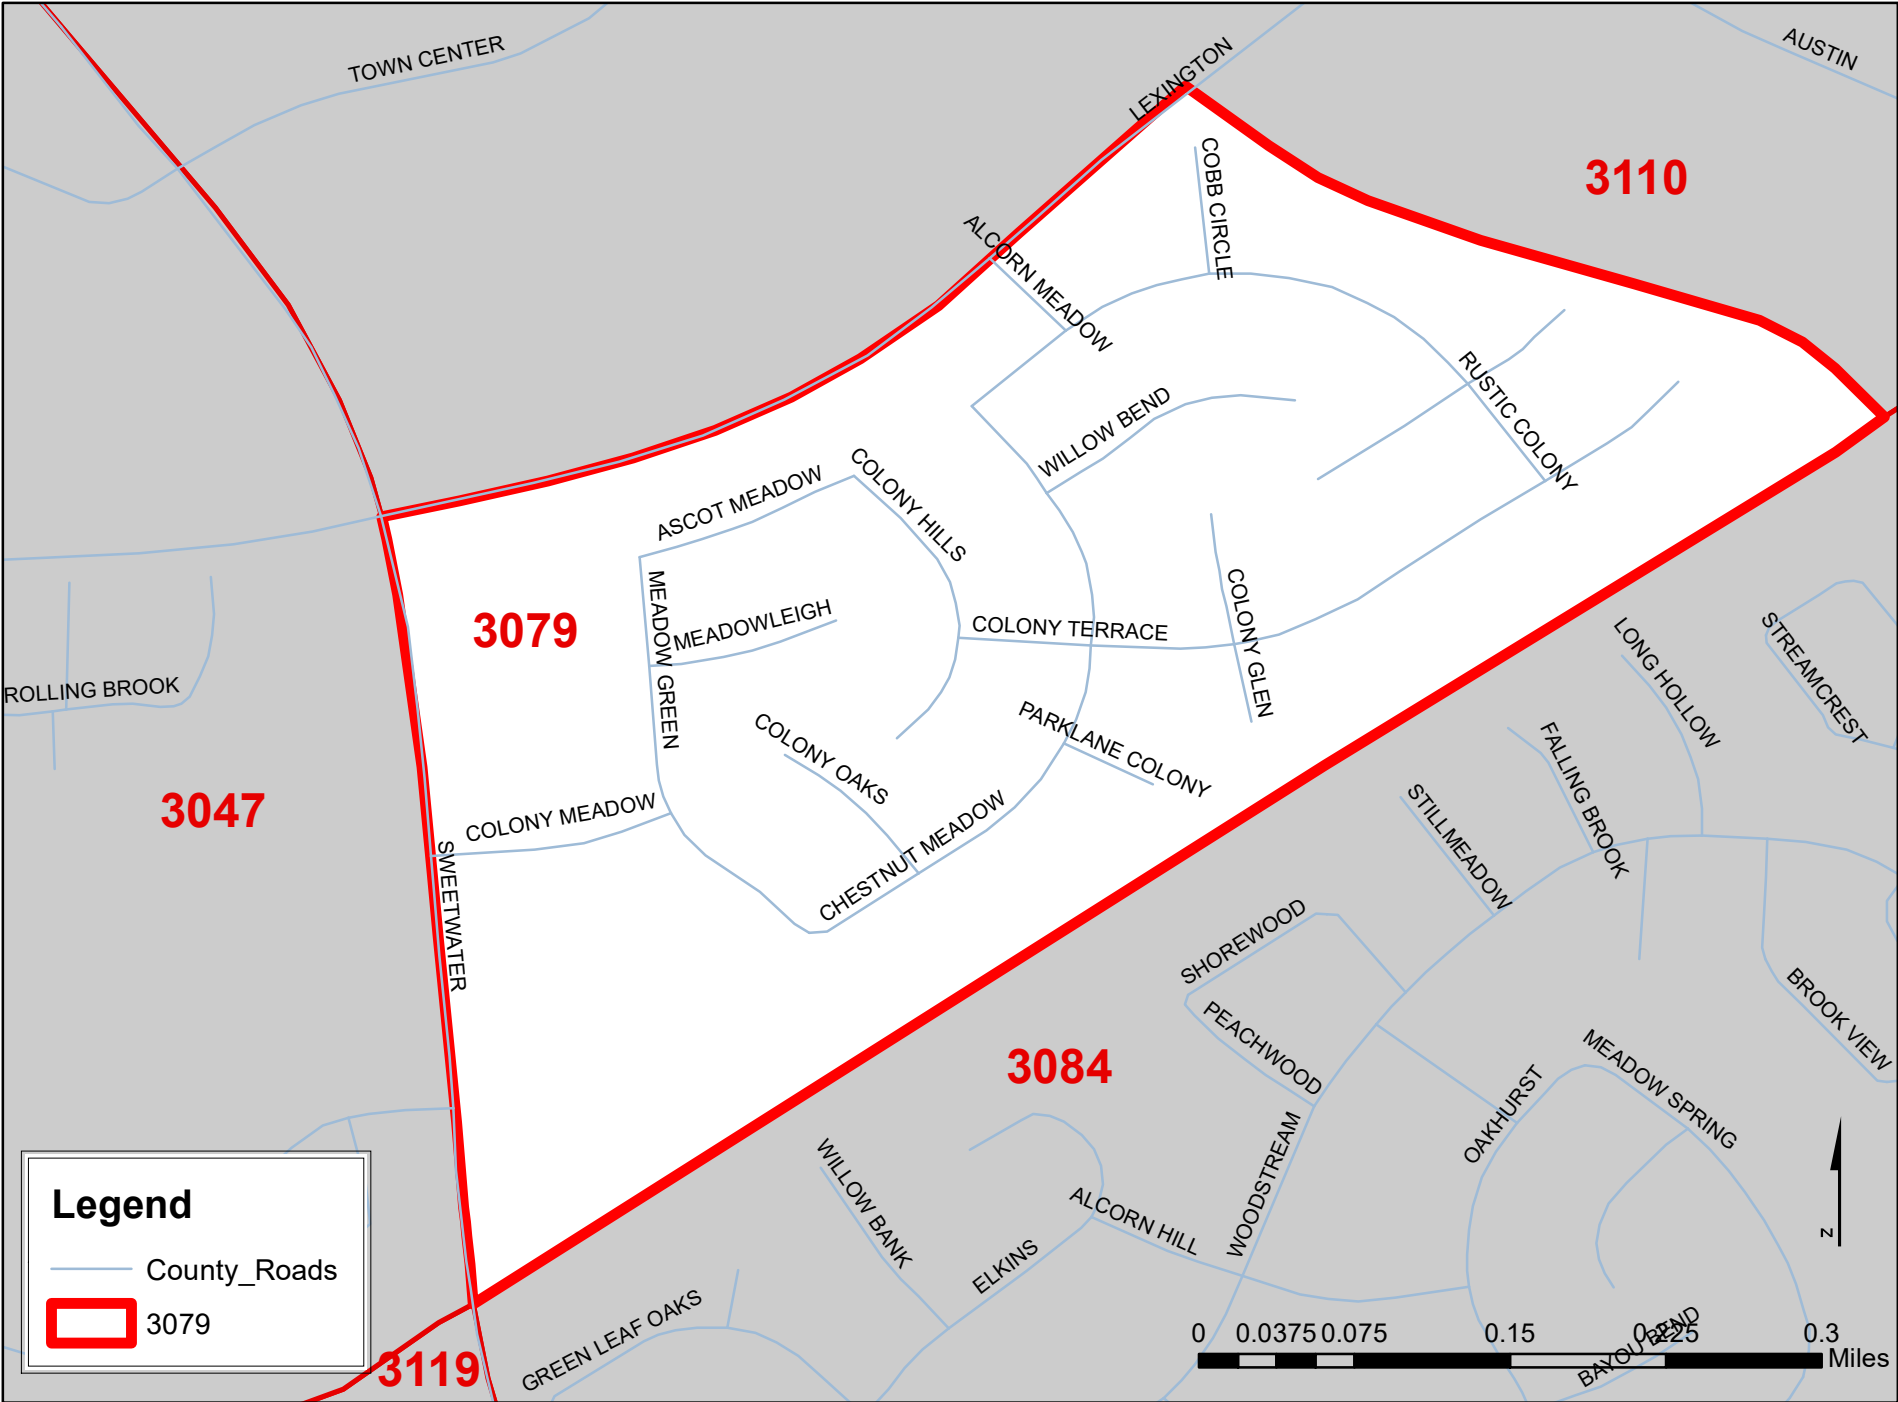 TOWN CENTER
LEXINGTON
AUSTIN
3110
COBB CIRCLE
ALCORN MEADOW
RUSTIC COLONY
WILLOW BEND
COLONY HILLS
ASCOT MEADOW
3079
MEADOW GREEN
MEADOWLEIGH
COLONY TERRACE
COLONY GLEN
ROLLING BROOK
LONG HOLLOW
STREAMCREST
PARKLANE COLONY
COLONY OAKS
FALLING BROOK
3047
COLONY MEADOW
CHESTNUT MEADOW
STILLMEADOW
SWEETWATER
SHOREWOOD
BROOK VIEW
PEACHWOOD
3084
MEADOW SPRING
OAKHURST
WOODSTREAM
WILLOW BANK
ALCORN HILL
ELKINS
GREEN LEAF OAKS
BAYOU BEND
3119
Legend
County_Roads
3079
N
0 0.0375 0.075 0.15 0.225 0.3
Miles